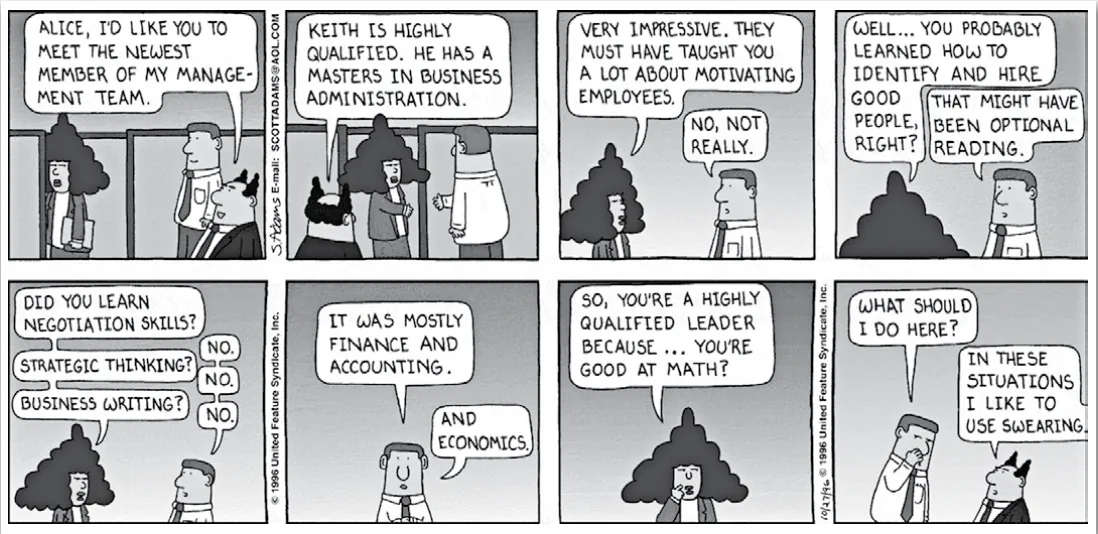 ALICE, I'D LIKE YOU TO
MEET THE NEWEST
MEMBER OF MY MANAGE-
MENT TEAM.
S.Adams E-mail: SCOTTADAMS@AOL.COM
KEITH IS HIGHLY
QUALIFIED. HE HAS A
MASTERS IN BUSINESS
ADMINISTRATION.
VERY IMPRESSIVE. THEY
MUST HAVE TAUGHT YOU
A LOT ABOUT MOTIVATING
EMPLOYEES.
NO, NOT
REALLY.
WELL... YOU PROBABLY
LEARNED HOW TO
IDENTIFY AND HIRE
GOOD
PEOPLE,
RIGHT?
THAT MIGHT HAVE
BEEN OPTIONAL
READING.
DID YOU LEARN
NEGOTIATION SKILLS?
NO.
STRATEGIC THINKING?
NO.
BUSINESS WRITING?
NO.
© 1996 United Feature Syndicate, Inc.
IT WAS MOSTLY
FINANCE AND
ACCOUNTING.
AND
ECONOMICS.
SO, YOU'RE A HIGHLY
QUALIFIED LEADER
BECAUSE ... YOU'RE
GOOD AT MATH?
10/27/96 © 1996 United Feature Syndicate, Inc.
WHAT SHOULD
I DO HERE?
IN THESE
SITUATIONS
I LIKE TO
USE SWEARING.